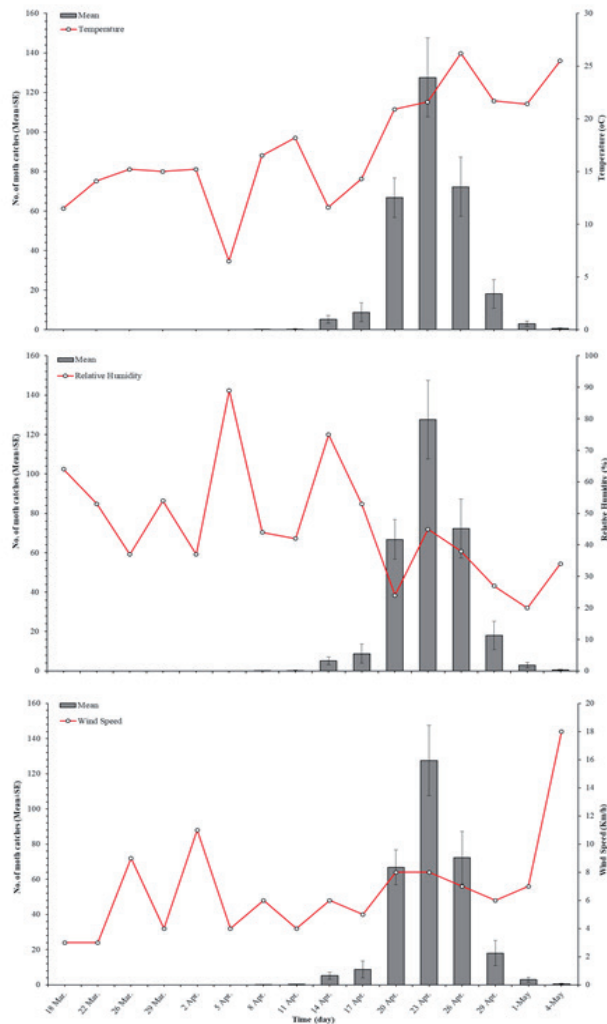 Mean
Temperature
No. of moth catches (Mean±SE)
160
140
120
100
80
60
40
20
0
30
25
20
15
10
5
0
Temperature (oC)
Mean
Relative Humidity
No. of moth catches (Mean±SE)
160
140
120
100
80
60
40
20
0
100
90
80
70
60
50
40
30
20
10
0
Relative Humidity (%)
Mean
Wind Speed
No. of moth catches (Mean±SE)
160
140
120
100
80
60
40
20
0
20
18
16
14
12
10
8
6
4
2
0
Wind Speed (Km/h)
18 Mar.
22 Mar.
26 Mar.
29 Mar.
2 Apr.
5 Apr.
8 Apr.
11 Apr.
14 Apr.
17 Apr.
20 Apr.
23 Apr.
26 Apr.
29 Apr.
1-May
4-May
Time (day)